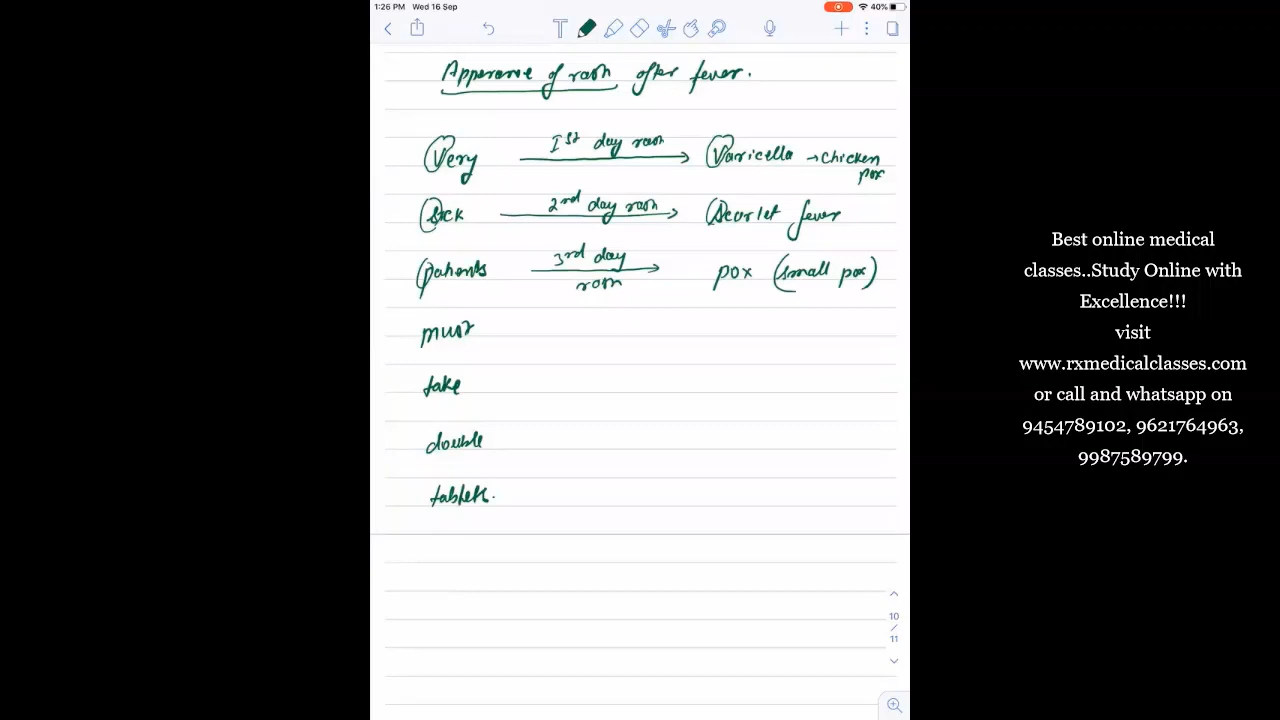 1:26 PM Wed 16 Sep
40%
Apperance of rash after fever.
Very 1st day rash Varicella → chicken pox
Sick 2rd day rash Scarlet fever
patients 3rd day rash pox (small pox)
must
take
double
tablets.
10
/
11
Best online medical
classes..Study Online with
Excellence!!!
visit
www.rxmedicalclasses.com
or call and whatsapp on
9454789102, 9621764963,
9987589799.